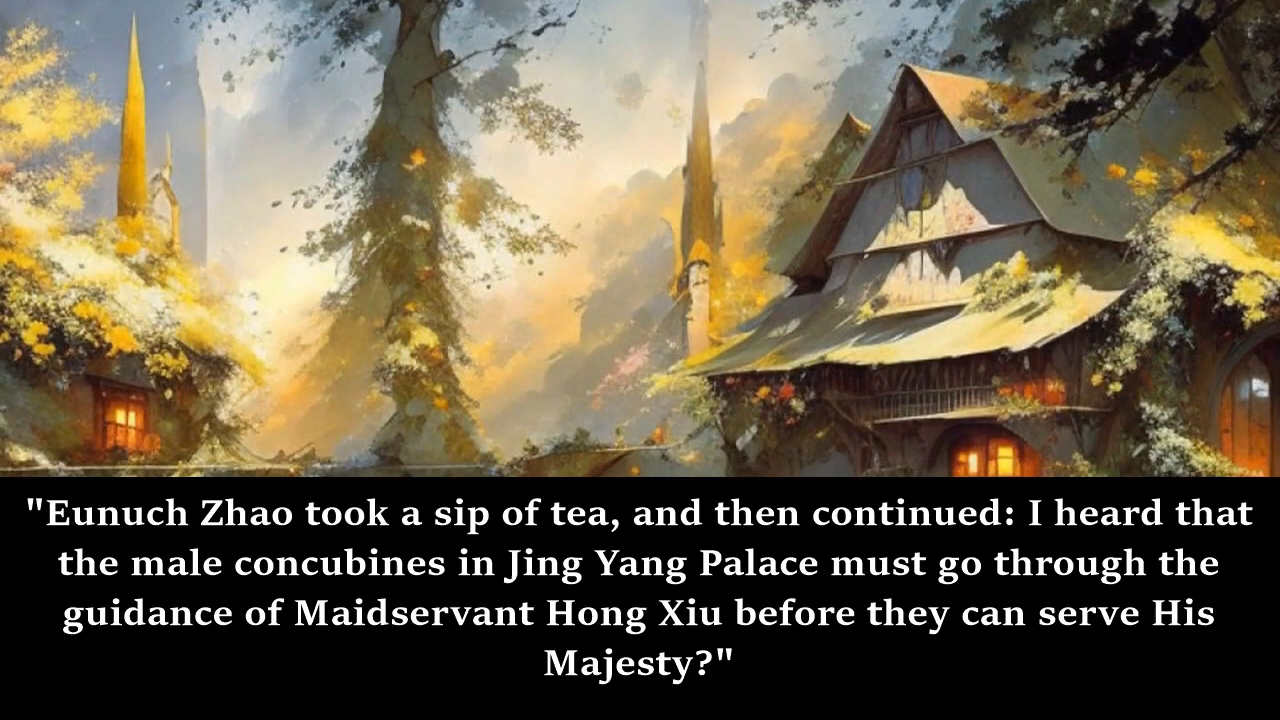 "Eunuch Zhao took a sip of tea, and then continued: I heard that
the male concubines in Jing Yang Palace must go through the
guidance of Maidservant Hong Xiu before they can serve His
Majesty?"